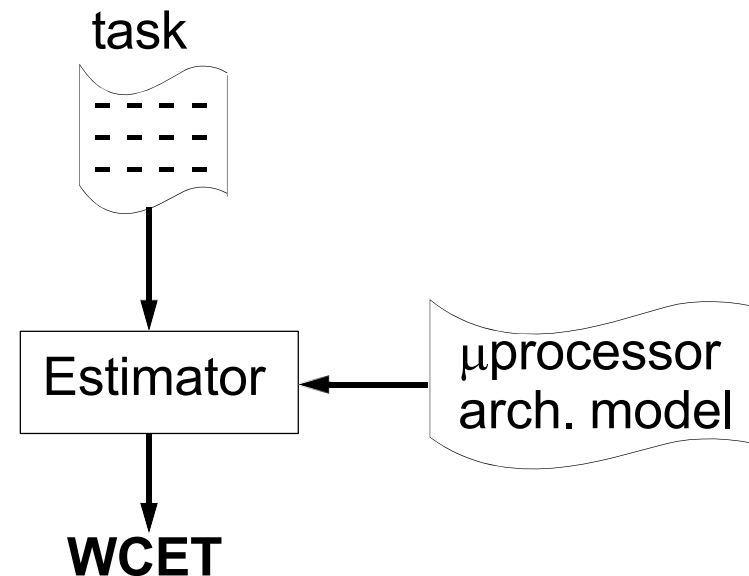 task
Estimator
μprocessor
arch. model
WCET